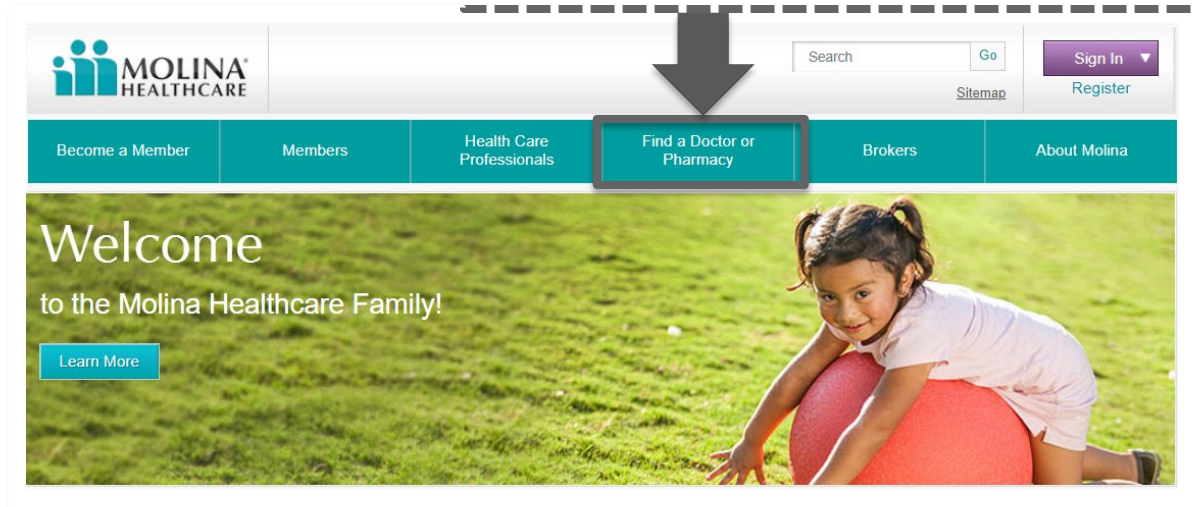 MOLINA®
HEALTHCARE
Search
Go
Sign In ▼
Sitemap
Register
Become a Member
Members
Health Care
Professionals
Find a Doctor or
Pharmacy
Brokers
About Molina
Welcome
to the Molina Healthcare Family!
Learn More